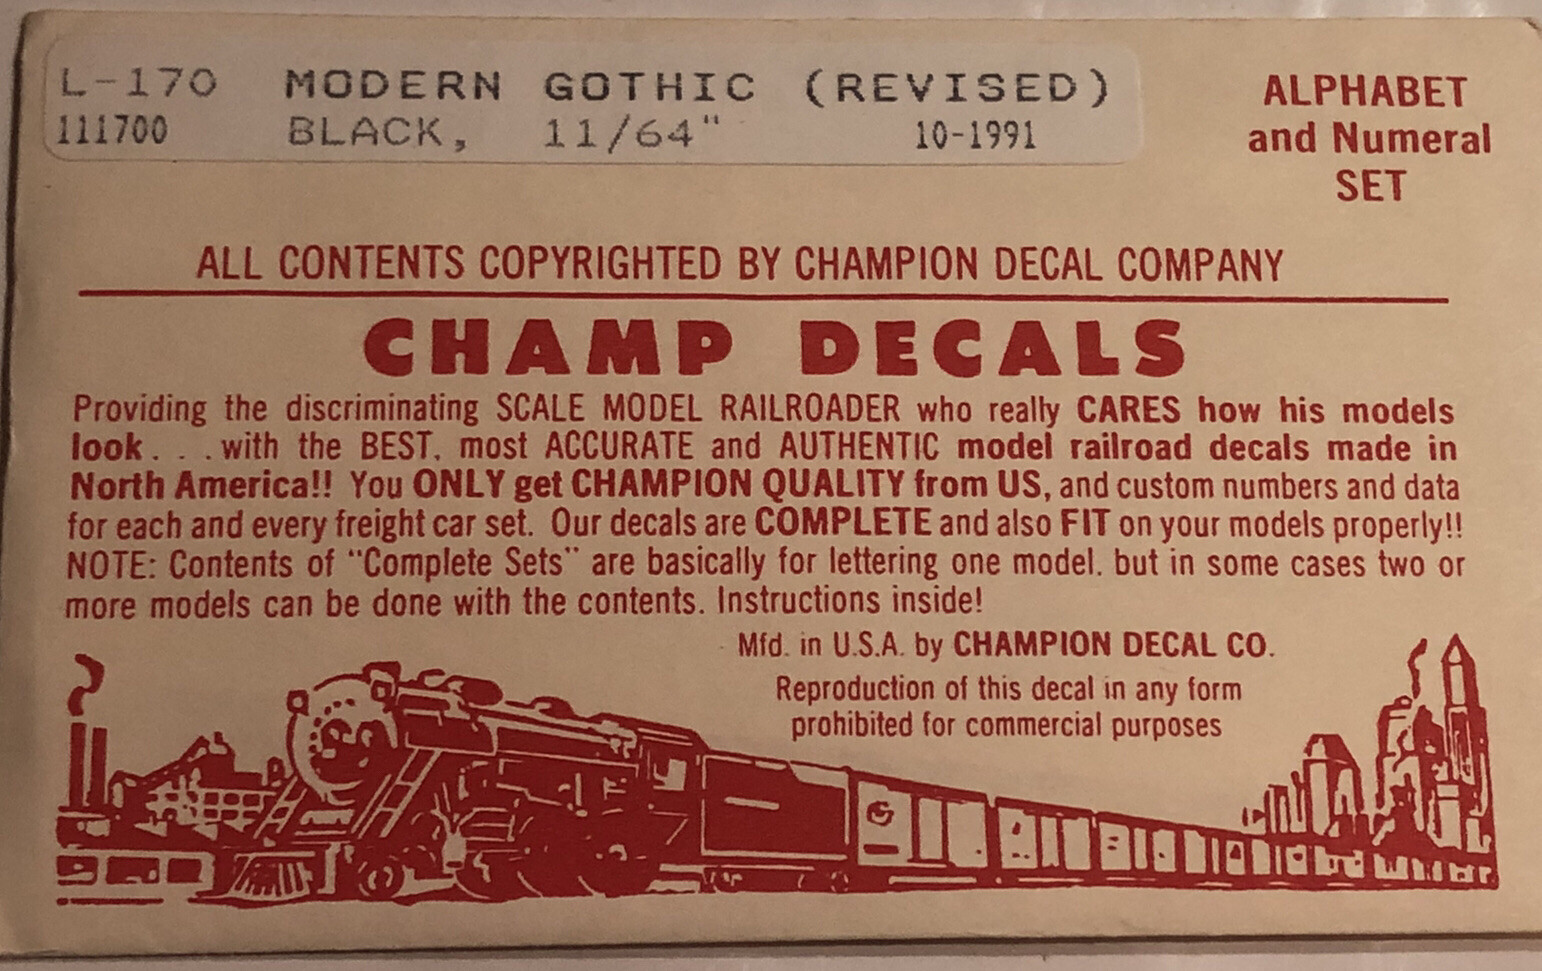 L-170 MODERN GOTHIC (REVISED)
111700 BLACK, 11/64" 10-1991
ALPHABET
and Numeral
SET
ALL CONTENTS COPYRIGHTED BY CHAMPION DECAL COMPANY
CHAMP DECALS
Providing the discriminating SCALE MODEL RAILROADER who really CARES how his models
look. . .with the BEST, most ACCURATE and AUTHENTIC model railroad decals made in
North America!! You ONLY get CHAMPION QUALITY from US, and custom numbers and data
for each and every freight car set. Our decals are COMPLETE and also FIT on your models properly!!
NOTE: Contents of "Complete Sets" are basically for lettering one model. but in some cases two or
more models can be done with the contents. Instructions inside!
Mfd. in U.S.A. by CHAMPION DECAL CO.
Reproduction of this decal in any form
prohibited for commercial purposes